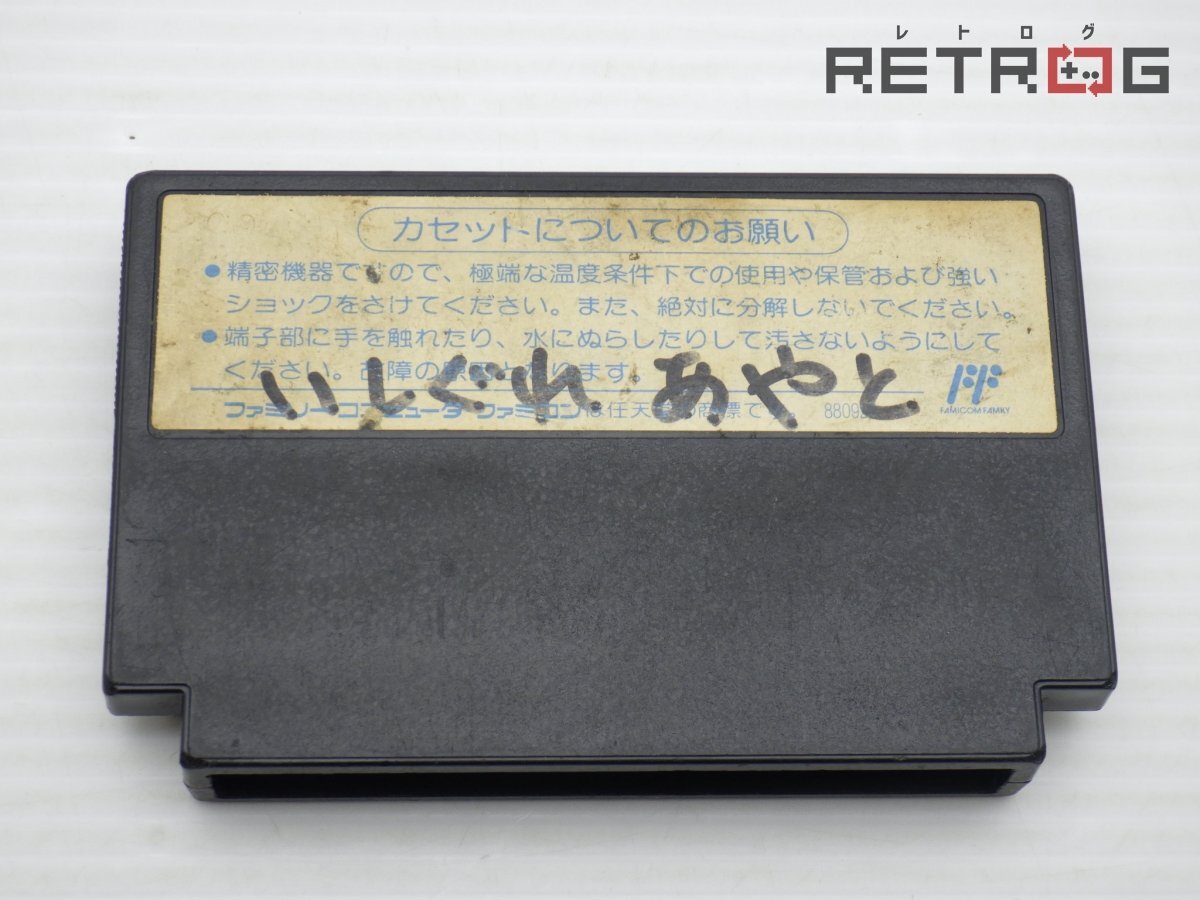 レトログ
RETROG
カセットについてのお願い
●精密機器ですので、極端な温度条件下での使用や保管および強い
ショックをさけてください。また、絶対に分解しないでください。
●端子部に手を触れたり、水にぬらしたりして汚さないようにして
ください。故障の原因となります。
いしぐれ あやと
ファミリーコンピュータ ファミコンは任天堂の商標です。 8809
FF
FAMICOM FAMILY